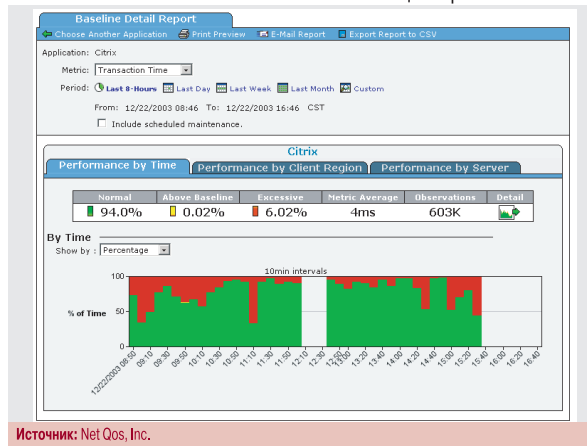 Baseline Detail Report
Choose Another Application Print Preview E-Mail Report Export Report to CSV
Application: Citrix
Metric: Transaction Time
Period: Last 8-Hours Last Day Last Week Last Month Custom
From: 12/22/2003 08:46 To: 12/22/2003 16:46 CST
Include scheduled maintenance.
Citrix
Performance by Time Performance by Client Region Performance by Server
Normal Above Baseline Excessive Metric Average Observations Detail
94.0% 0.02% 6.02% 4ms 603K
By Time
Show by : Percentage
10min intervals
100
% of Time 50
0
12/22/2003 08:50 09:10 09:30 09:50 10:10 10:30 10:50 11:10 11:30 11:50 12:10 12:30 12:50 13:00 13:20 13:40 14:00 14:20 14:40 15:00 15:20 15:40 16:00 16:20 16:40
Источник: Net Qos, Inc.